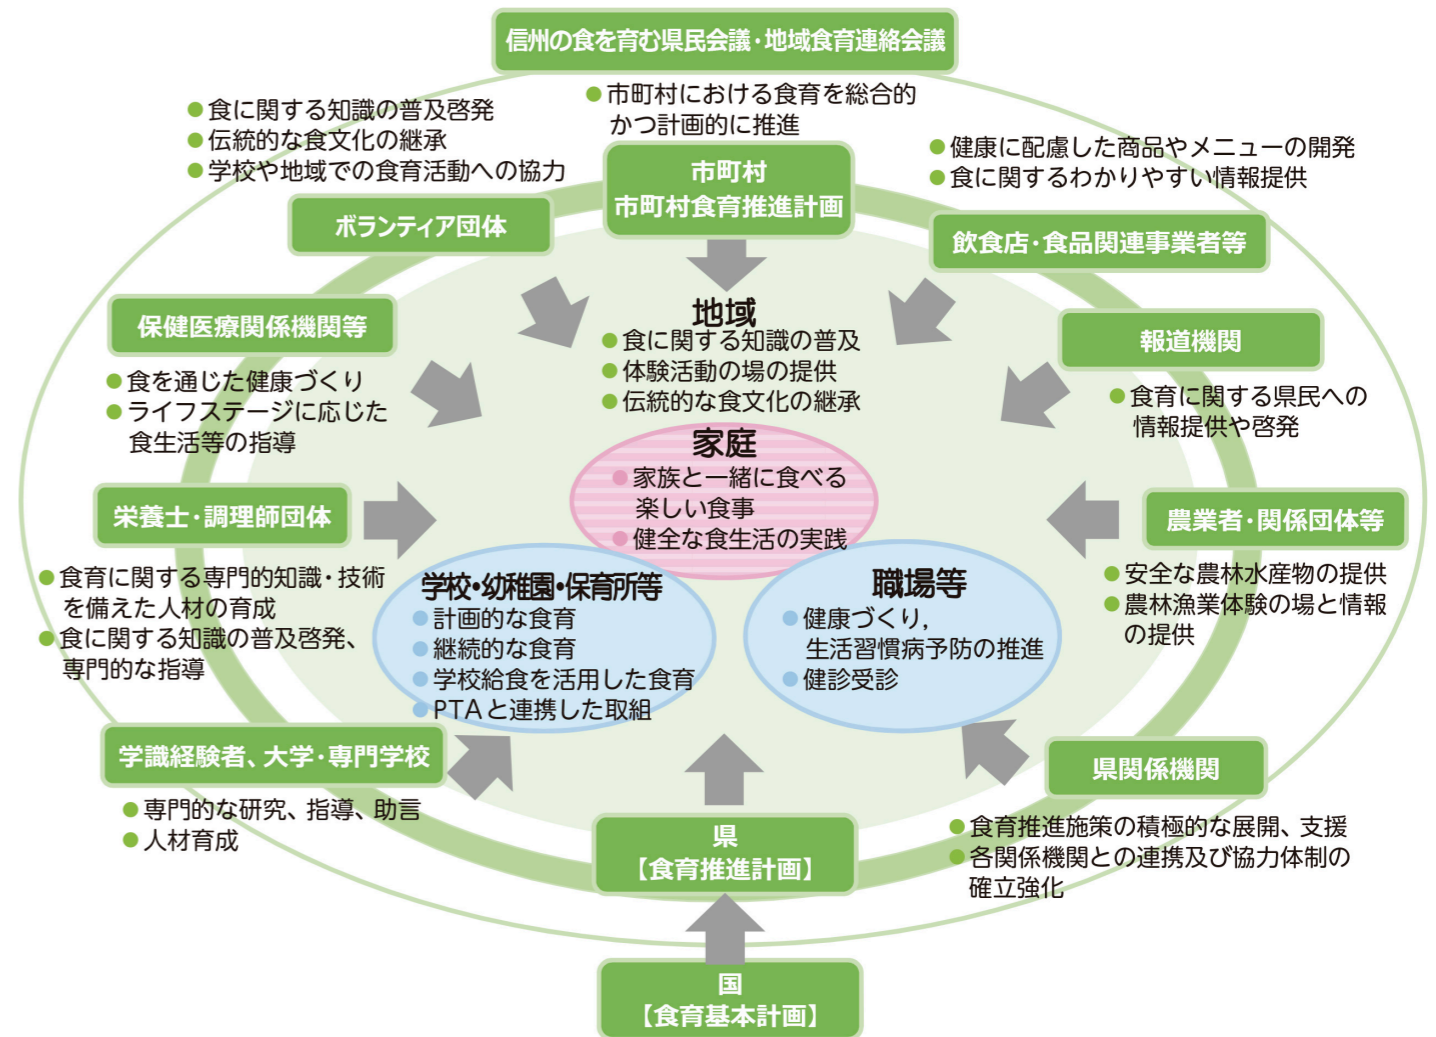 信州の食を育む県民会議・地域食育連絡会議
●食に関する知識の普及啓発
●伝統的な食文化の継承
●学校や地域での食育活動への協力
ボランティア団体
●市町村における食育を総合的
かつ計画的に推進
市町村
市町村食育推進計画
●健康に配慮した商品やメニューの開発
●食に関するわかりやすい情報提供
飲食店・食品関連事業者等
保健医療関係機関等
●食を通じた健康づくり
●ライフステージに応じた
食生活等の指導
地域
●食に関する知識の普及
●体験活動の場の提供
●伝統的な食文化の継承
報道機関
●食育に関する県民への
情報提供や啓発
家庭
●家族と一緒に食べる
楽しい食事
●健全な食生活の実践
栄養士・調理師団体
●食育に関する専門的知識・技術
を備えた人材の育成
●食に関する知識の普及啓発、
専門的な指導
学校・幼稚園・保育所等
●計画的な食育
●継続的な食育
●学校給食を活用した食育
●PTAと連携した取組
職場等
●健康づくり,
生活習慣病予防の推進
●健診受診
農業者・関係団体等
●安全な農林水産物の提供
●農林漁業体験の場と情報
の提供
学識経験者、大学・専門学校
●専門的な研究、指導、助言
●人材育成
県関係機関
●食育推進施策の積極的な展開、支援
●各関係機関との連携及び協力体制の
確立強化
県
【食育推進計画】
国
【食育基本計画】